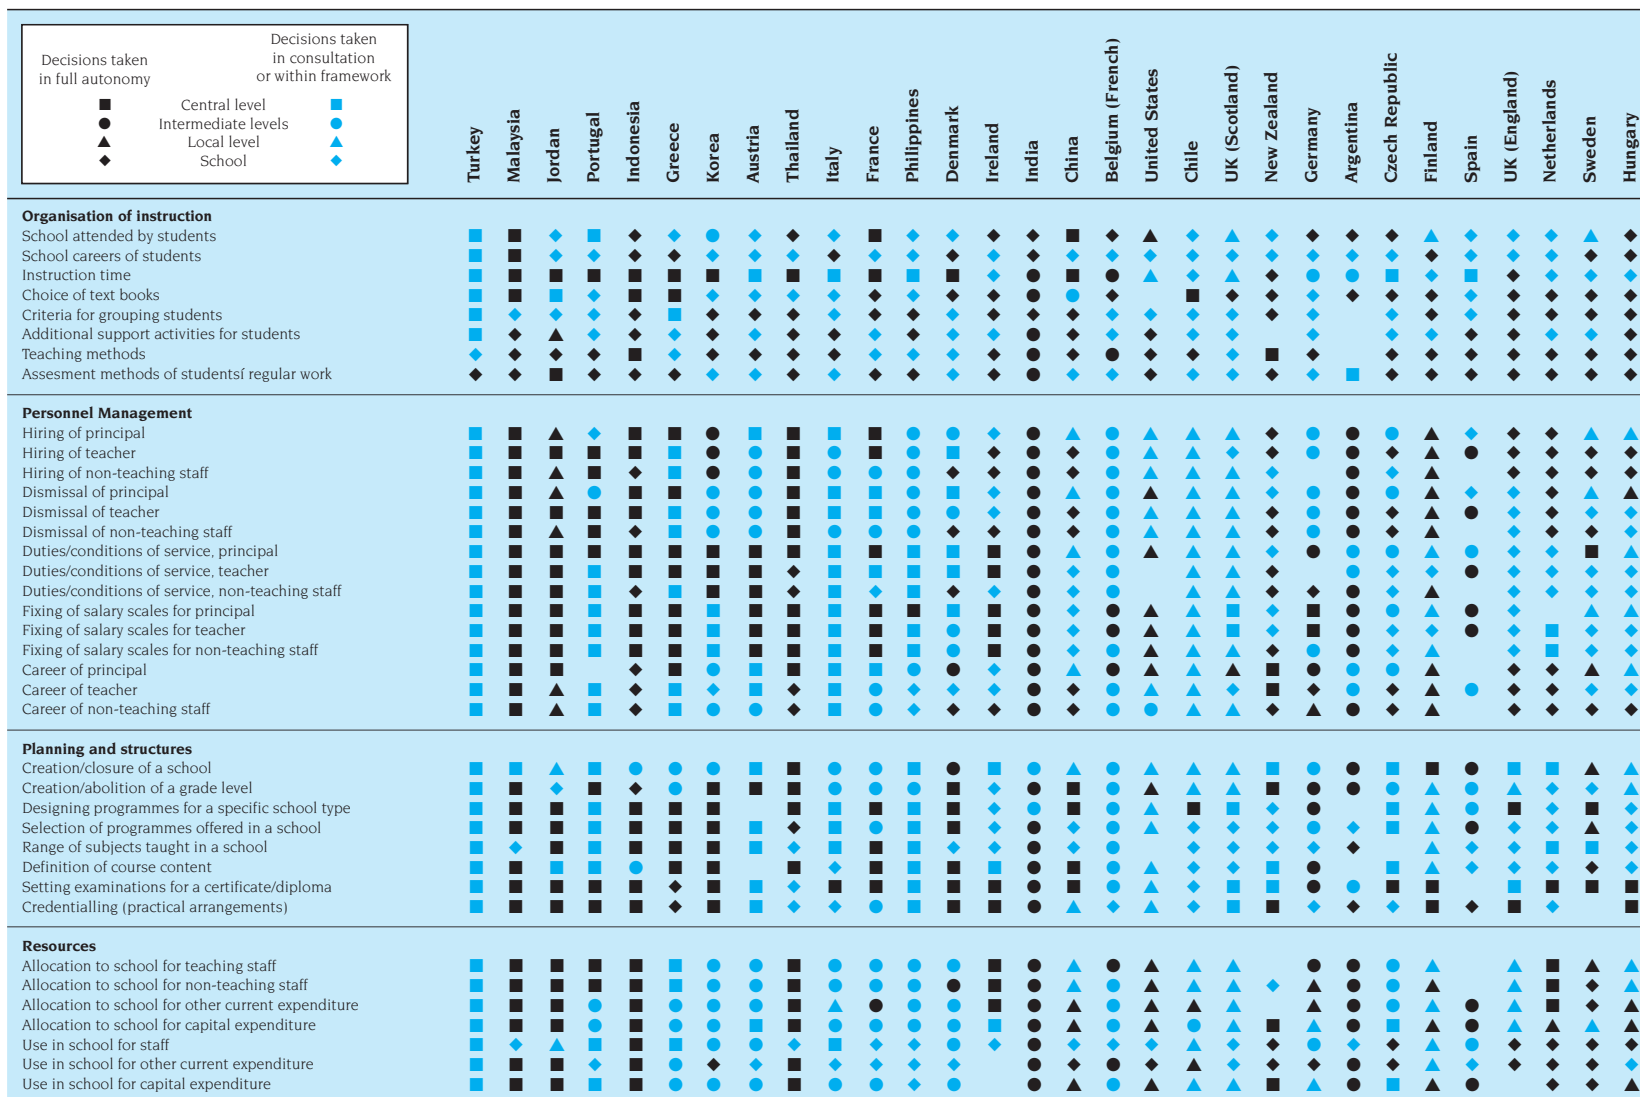 Decisions taken
in full autonomy
Decisions taken
in consultation
or within framework
Central level
Intermediate levels
Local level
School
Turkey
Malaysia
Jordan
Portugal
Indonesia
Greece
Korea
Austria
Thailand
Italy
France
Philippines
Denmark
Ireland
India
China
Belgium (French)
United States
Chile
UK (Scotland)
New Zealand
Germany
Argentina
Czech Republic
Finland
Spain
UK (England)
Netherlands
Sweden
Hungary
Organisation of instruction
School attended by students
School careers of students
Instruction time
Choice of text books
Criteria for grouping students
Additional support activities for students
Teaching methods
Assesment methods of studentsí regular work
Personnel Management
Hiring of principal
Hiring of teacher
Hiring of non-teaching staff
Dismissal of principal
Dismissal of teacher
Dismissal of non-teaching staff
Duties/conditions of service, principal
Duties/conditions of service, teacher
Duties/conditions of service, non-teaching staff
Fixing of salary scales for principal
Fixing of salary scales for teacher
Fixing of salary scales for non-teaching staff
Career of principal
Career of teacher
Career of non-teaching staff
Planning and structures
Creation/closure of a school
Creation/abolition of a grade level
Designing programmes for a specific school type
Selection of programmes offered in a school
Range of subjects taught in a school
Definition of course content
Setting examinations for a certificate/diploma
Credentialling (practical arrangements)
Resources
Allocation to school for teaching staff
Allocation to school for non-teaching staff
Allocation to school for other current expenditure
Allocation to school for capital expenditure
Use in school for staff
Use in school for other current expenditure
Use in school for capital expenditure